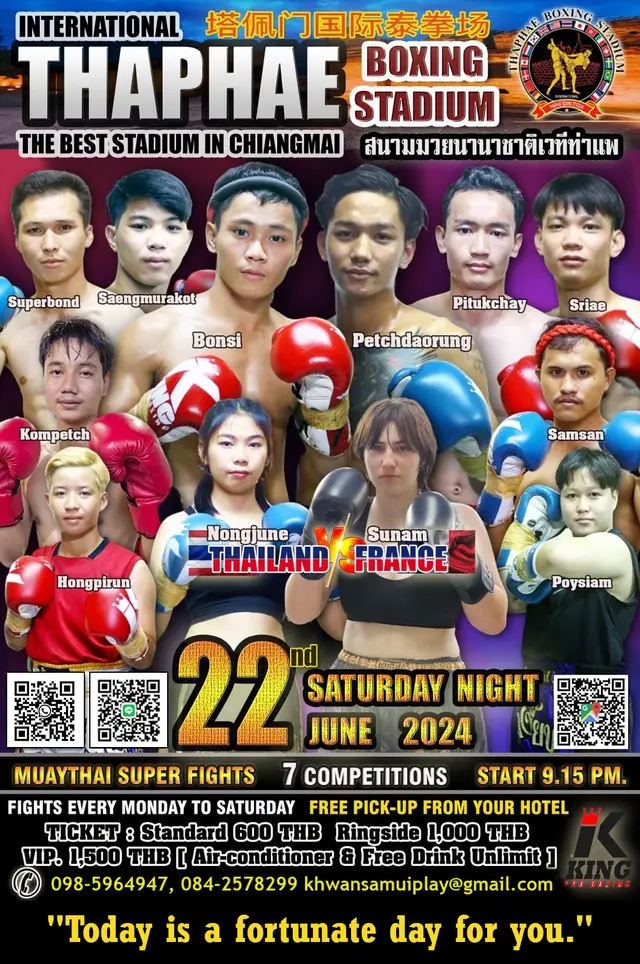 INTERNATIONAL
塔佩门国际泰拳场
THAPHAE
BOXING
STADIUM
THAPHAE BOXING STADIUM
THE BEST STADIUM IN CHIANGMAI
สนามมวยนานาชาติเวทีท่าแพ
Superbond
Saengmurakot
Bonsi
Petchdaorung
Pitukchay
Sriae
Kompetch
Samsan
Nongjune
VS
Sunam
THAILAND
FRANCE
Hongpirun
Poysiam
22nd
SATURDAY NIGHT
JUNE 2024
MUAYTHAI SUPER FIGHTS 7 COMPETITIONS START 9.15 PM.
FIGHTS EVERY MONDAY TO SATURDAY FREE PICK-UP FROM YOUR HOTEL
TICKET : Standard 600 THB Ringside 1,000 THB
VIP. 1,500 THB [ Air-conditioner & Free Drink Unlimit ]
K
KING
PRO BOXING
098-5964947, 084-2578299 khwansamuiplay@gmail.com
"Today is a fortunate day for you."